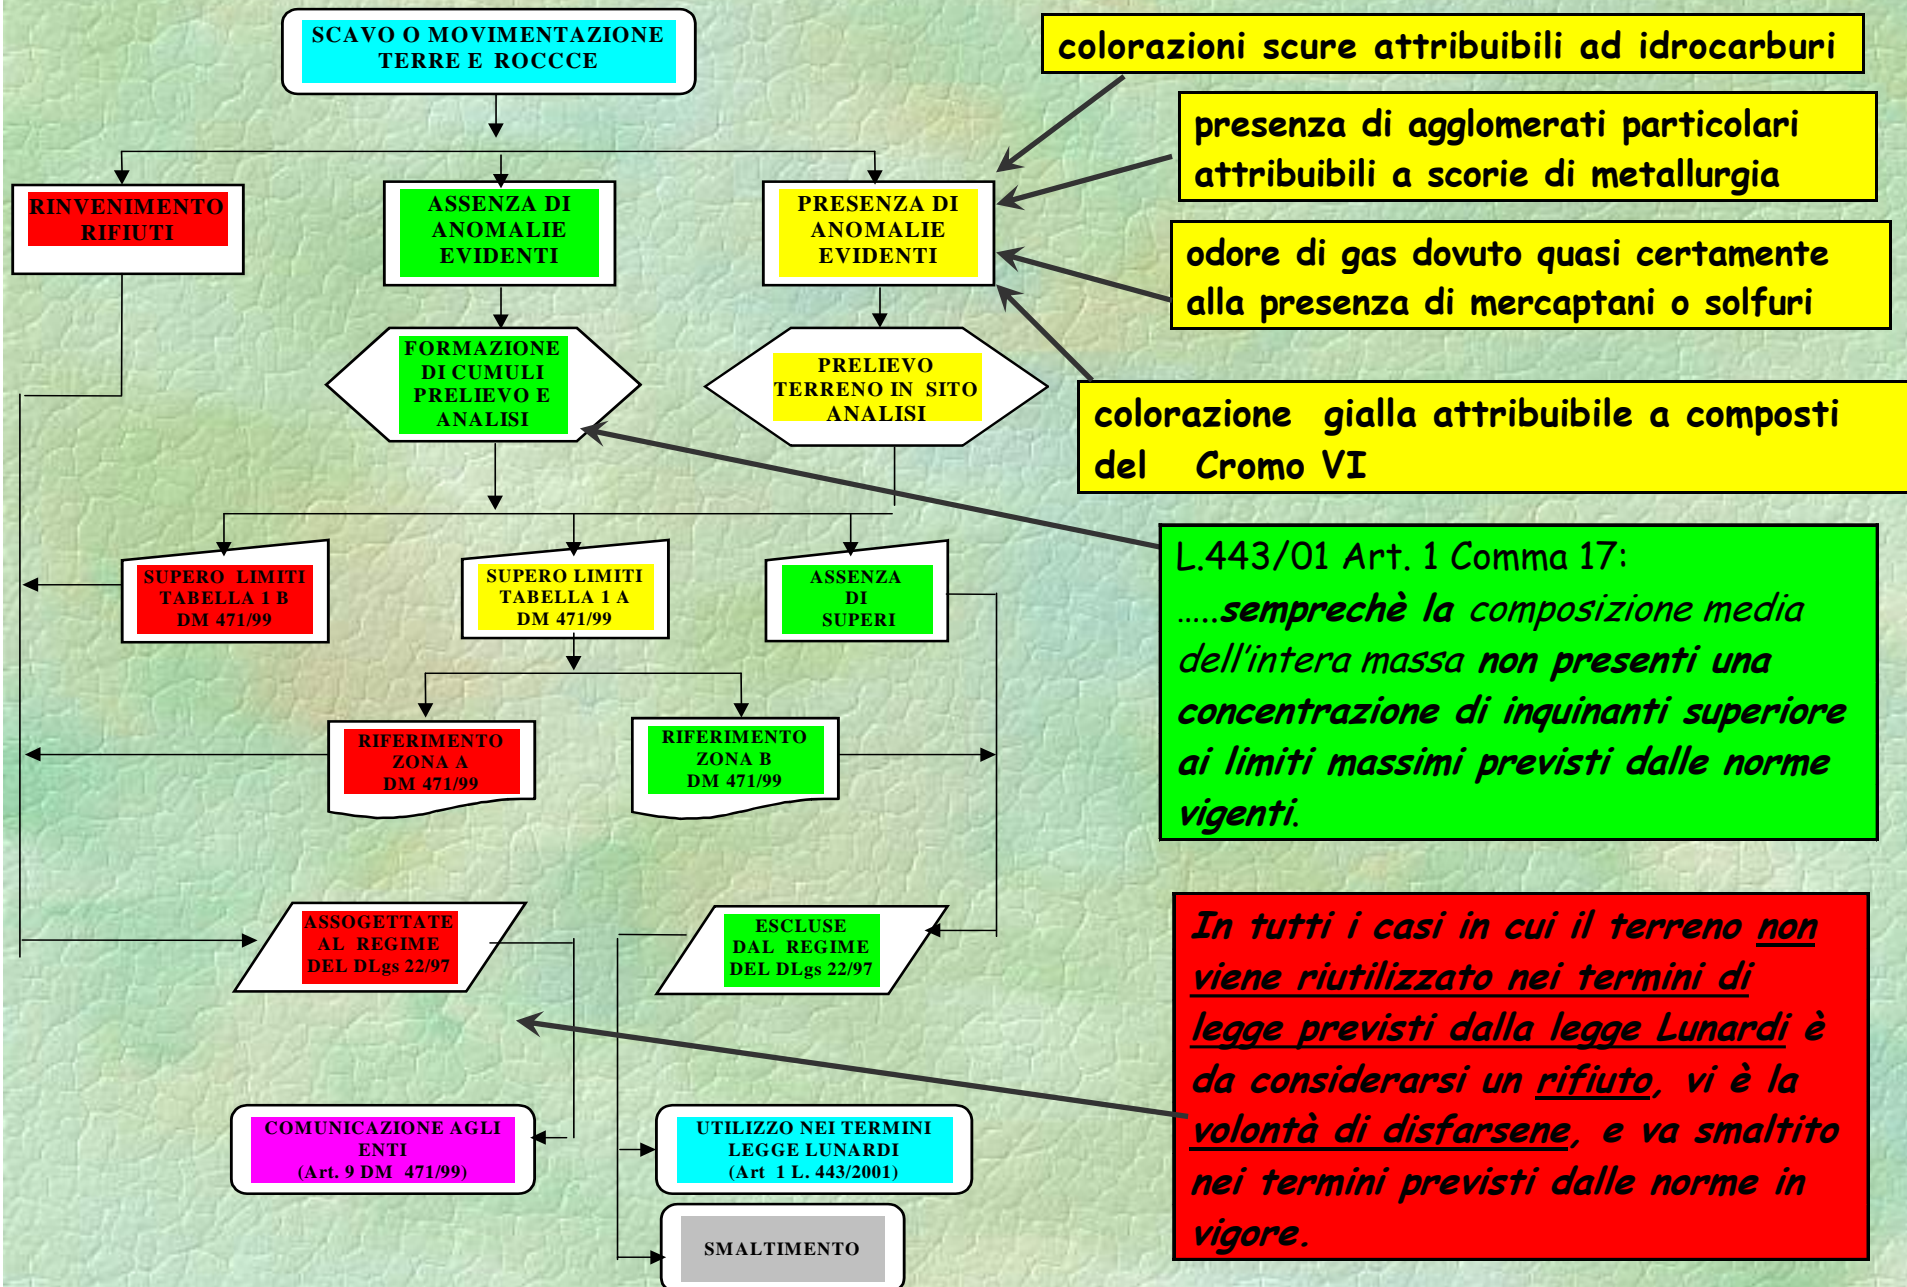 SCAVO O MOVIMENTAZIONE
TERRE E ROCCCE
colorazioni scure attribuibili ad idrocarburi
presenza di agglomerati particolari
attribuibili a scorie di metallurgia
odore di gas dovuto quasi certamente
alla presenza di mercaptani o solfuri
colorazione gialla attribuibile a composti
del Cromo VI
RINVENIMENTO
RIFIUTI
ASSENZA DI
ANOMALIE
EVIDENTI
PRESENZA DI
ANOMALIE
EVIDENTI
FORMAZIONE
DI CUMULI
PRELIEVO E
ANALISI
PRELIEVO
TERRENO IN SITO
ANALISI
SUPERO LIMITI
TABELLA 1 B
DM 471/99
SUPERO LIMITI
TABELLA 1 A
DM 471/99
ASSENZA
DI
SUPERI
L.443/01 Art. 1 Comma 17:
.....semprechè la composizione media
dell'intera massa non presenti una
concentrazione di inquinanti superiore
ai limiti massimi previsti dalle norme
vigenti.
RIFERIMENTO
ZONA A
DM 471/99
RIFERIMENTO
ZONA B
DM 471/99
ASSOGETTATE
AL REGIME
DEL DLgs 22/97
ESCLUSE
DAL REGIME
DEL DLgs 22/97
In tutti i casi in cui il terreno non
viene riutilizzato nei termini di
legge previsti dalla legge Lunardi è
da considerarsi un rifiuto, vi è la
volontà di disfarsene, e va smaltito
nei termini previsti dalle norme in
vigore.
COMUNICAZIONE AGLI
ENTI
(Art. 9 DM 471/99)
UTILIZZO NEI TERMINI
LEGGE LUNARDI
(Art 1 L. 443/2001)
SMALTIMENTO